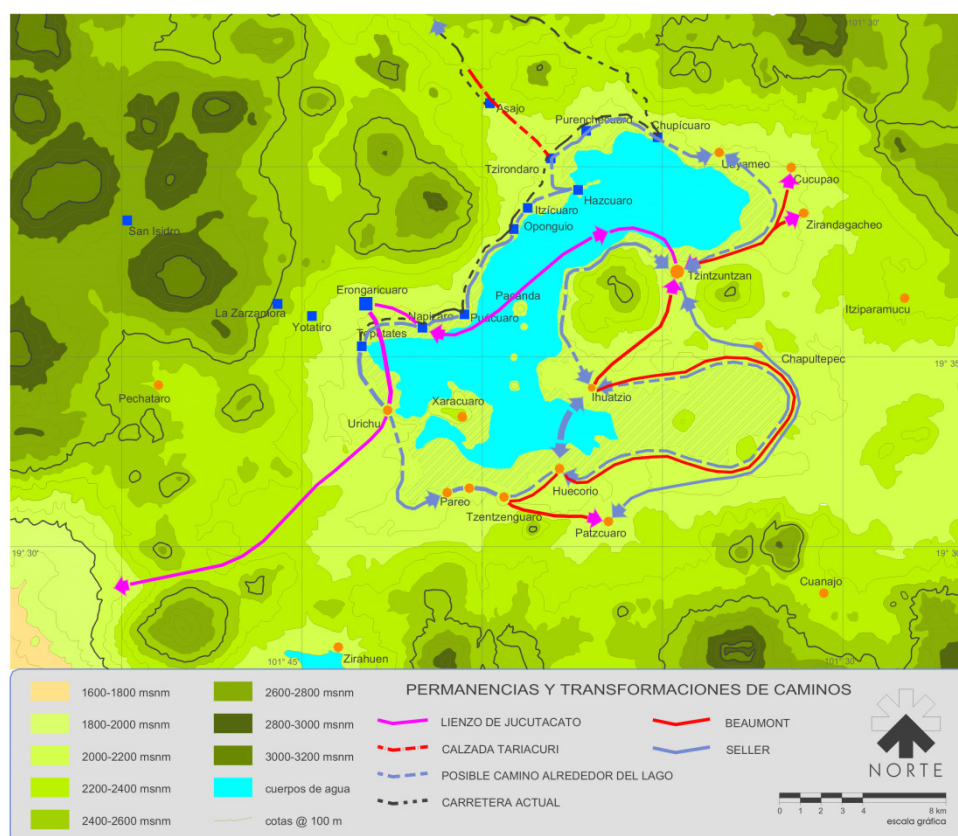 101 30'
Asajo
Purenchecuaro
Chupícuaro
Tzirondaro
Uayameo
Cucupao
Hazcuaro
Itzícuaro
Zirandagacheo
San Isidro
Oponguio
Tzintzuntzan
Erongaricuaro
Pacanda
Itziparamucu
La Zarzamora
Yotatiro
Napizaro
Puácuaro
Tepatates
Chapultepec
19° 35'
Pechataro
Ihuatzio
Xaracuaro
Urichu
Huecorio
Pareo
Tzentzenguaro
Patzcuaro
19° 30'
19° 30'
Cuanajo
Zirahuen
101° 45'
101° 30'
1600-1800 msnm
1800-2000 msnm
2000-2200 msnm
2200-2400 msnm
2400-2600 msnm
2600-2800 msnm
2800-3000 msnm
3000-3200 msnm
cuerpos de agua
cotas @ 100 m
PERMANENCIAS Y TRANSFORMACIONES DE CAMINOS
LIENZO DE JUCUTACATO
CALZADA TARIACURI
POSIBLE CAMINO ALREDEDOR DEL LAGO
CARRETERA ACTUAL
BEAUMONT
SELLER
NORTE
0 1 2 3 4 8 km
escala gráfica